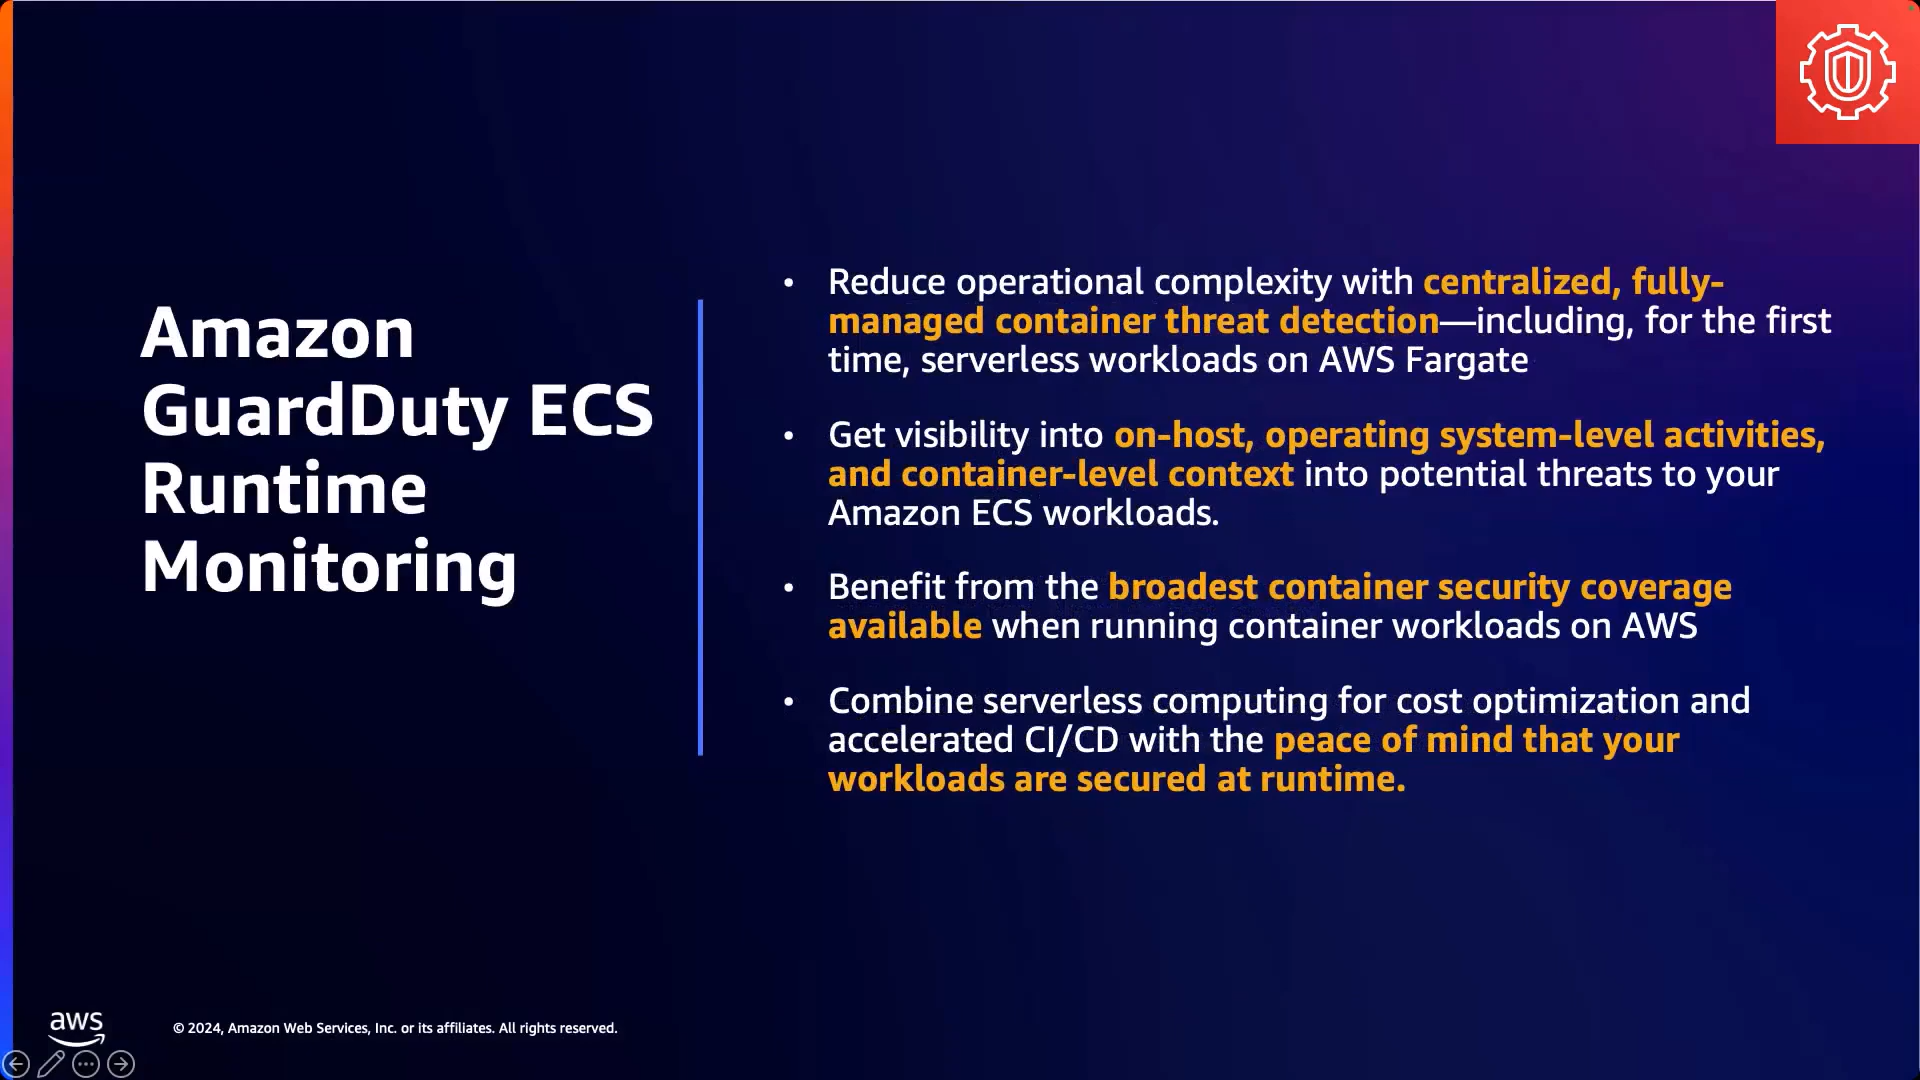 Amazon
GuardDuty ECS
Runtime
Monitoring
• Reduce operational complexity with centralized, fully-
managed container threat detection—including, for the first
time, serverless workloads on AWS Fargate
• Get visibility into on-host, operating system-level activities,
and container-level context into potential threats to your
Amazon ECS workloads.
• Benefit from the broadest container security coverage
available when running container workloads on AWS
• Combine serverless computing for cost optimization and
accelerated CI/CD with the peace of mind that your
workloads are secured at runtime.
aws
© 2024, Amazon Web Services, Inc. or its affiliates. All rights reserved.